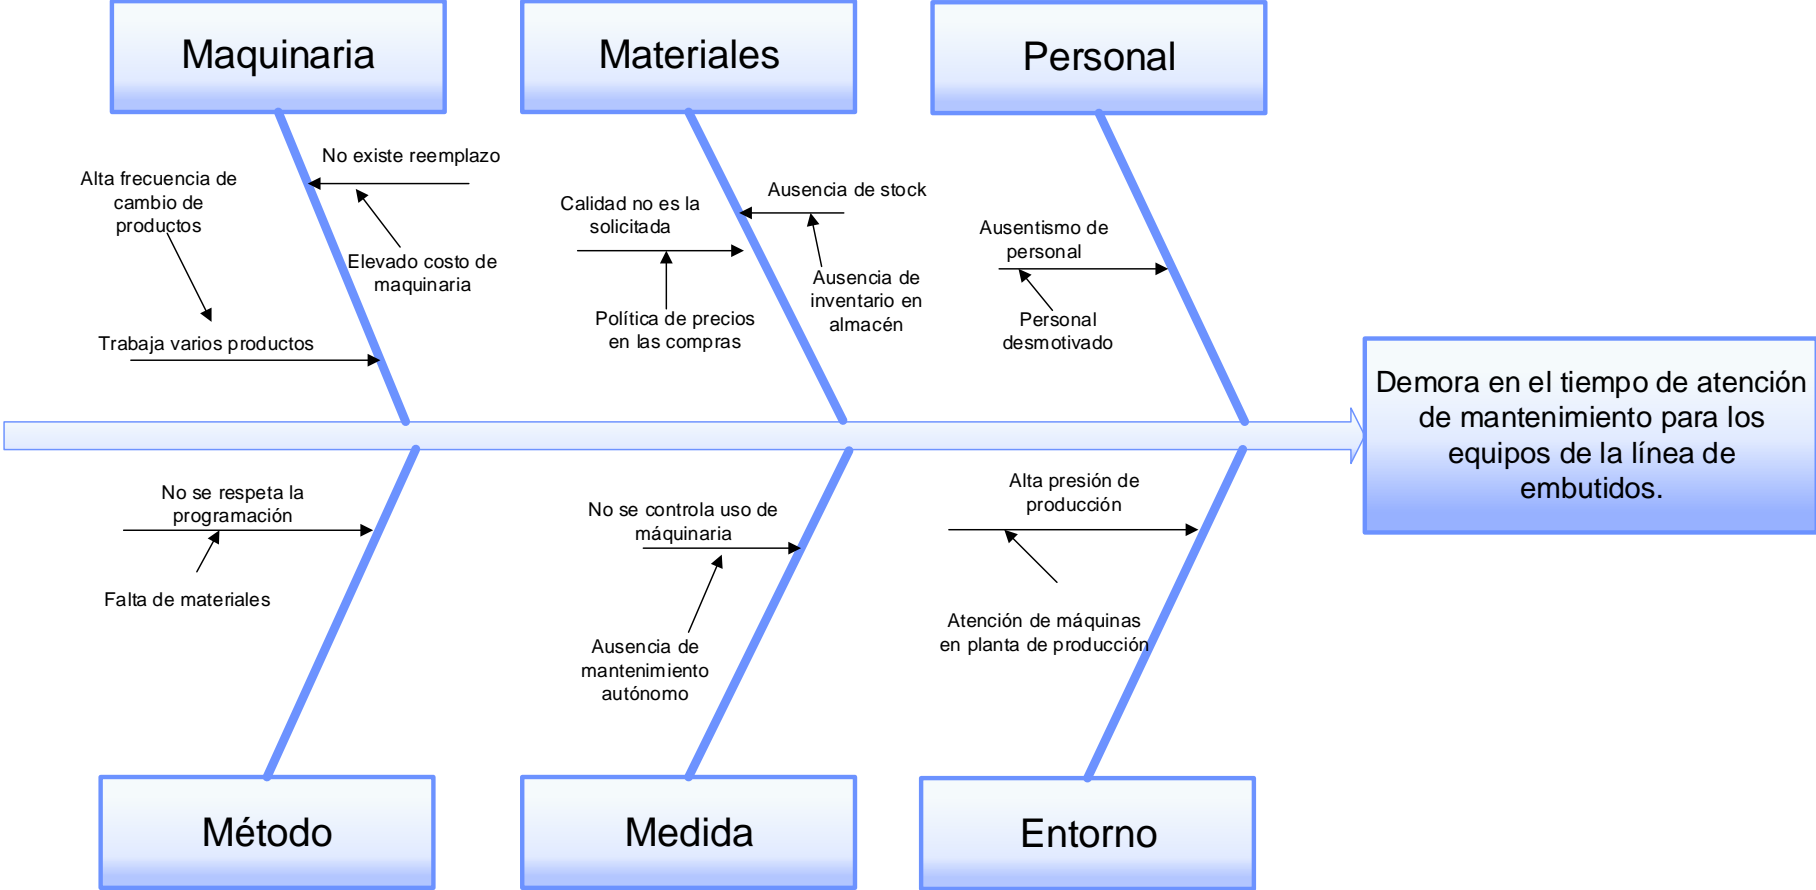 Maquinaria
Materiales
Personal
No existe reemplazo
Alta frecuencia de
cambio de
productos
Elevado costo de
maquinaria
Trabaja varios productos
Calidad no es la
solicitada
Ausencia de stock
Política de precios
en las compras
Ausencia de
inventario en
almacén
Ausentismo de
personal
Personal
desmotivado
Demora en el tiempo de atención
de mantenimiento para los
equipos de la línea de
embutidos.
No se respeta la
programación
Falta de materiales
No se controla uso de
máquinaria
Ausencia de
mantenimiento
autónomo
Alta presión de
producción
Atención de máquinas
en planta de producción
Método
Medida
Entorno